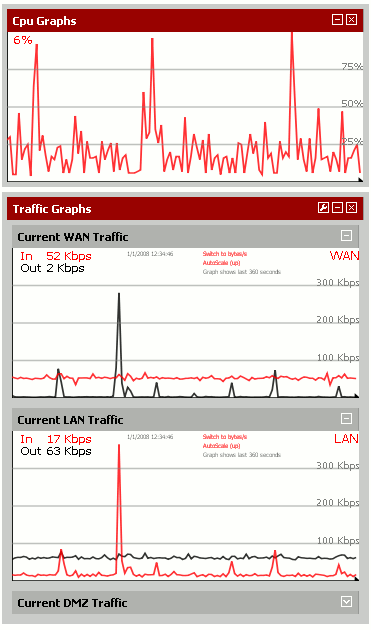 Cpu Graphs
6%
75%
50%
25%
Traffic Graphs
Current WAN Traffic
In 52 Kbps
Out 2 Kbps
1/1/2008 12:34:46
Switch to bytes/s
AutoScale (up)
Graph shows last 360 seconds
WAN
300 Kbps
200 Kbps
100 Kbps
Current LAN Traffic
In 17 Kbps
Out 63 Kbps
1/1/2008 12:34:46
Switch to bytes/s
AutoScale (up)
Graph shows last 360 seconds
LAN
300 Kbps
200 Kbps
100 Kbps
Current DMZ Traffic